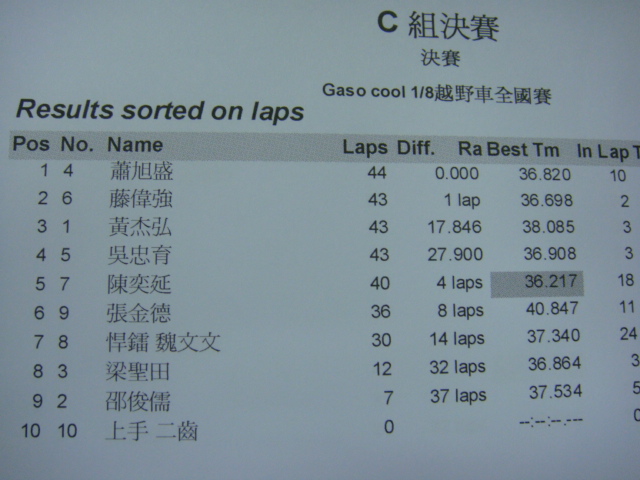 C 組決賽
決賽
Gaso cool 1/8越野車全國賽
Results sorted on laps
Pos No. Name Laps Diff. Ra Best Tm In Lap T
1 4 蕭旭盛 44 0.000 36.820 10
2 6 藤偉強 43 1 lap 36.698 2
3 1 黃杰弘 43 17.846 38.085 3
4 5 吳忠育 43 27.900 36.908 3
5 7 陳奕延 40 4 laps 36.217 18
6 9 張金德 36 8 laps 40.847 11
7 8 悍鐳 魏文文 30 14 laps 37.340 24
8 3 梁聖田 12 32 laps 36.864 3
9 2 邵俊儒 7 37 laps 37.534 5
10 10 上手 二齒 0 --:--.--- 0